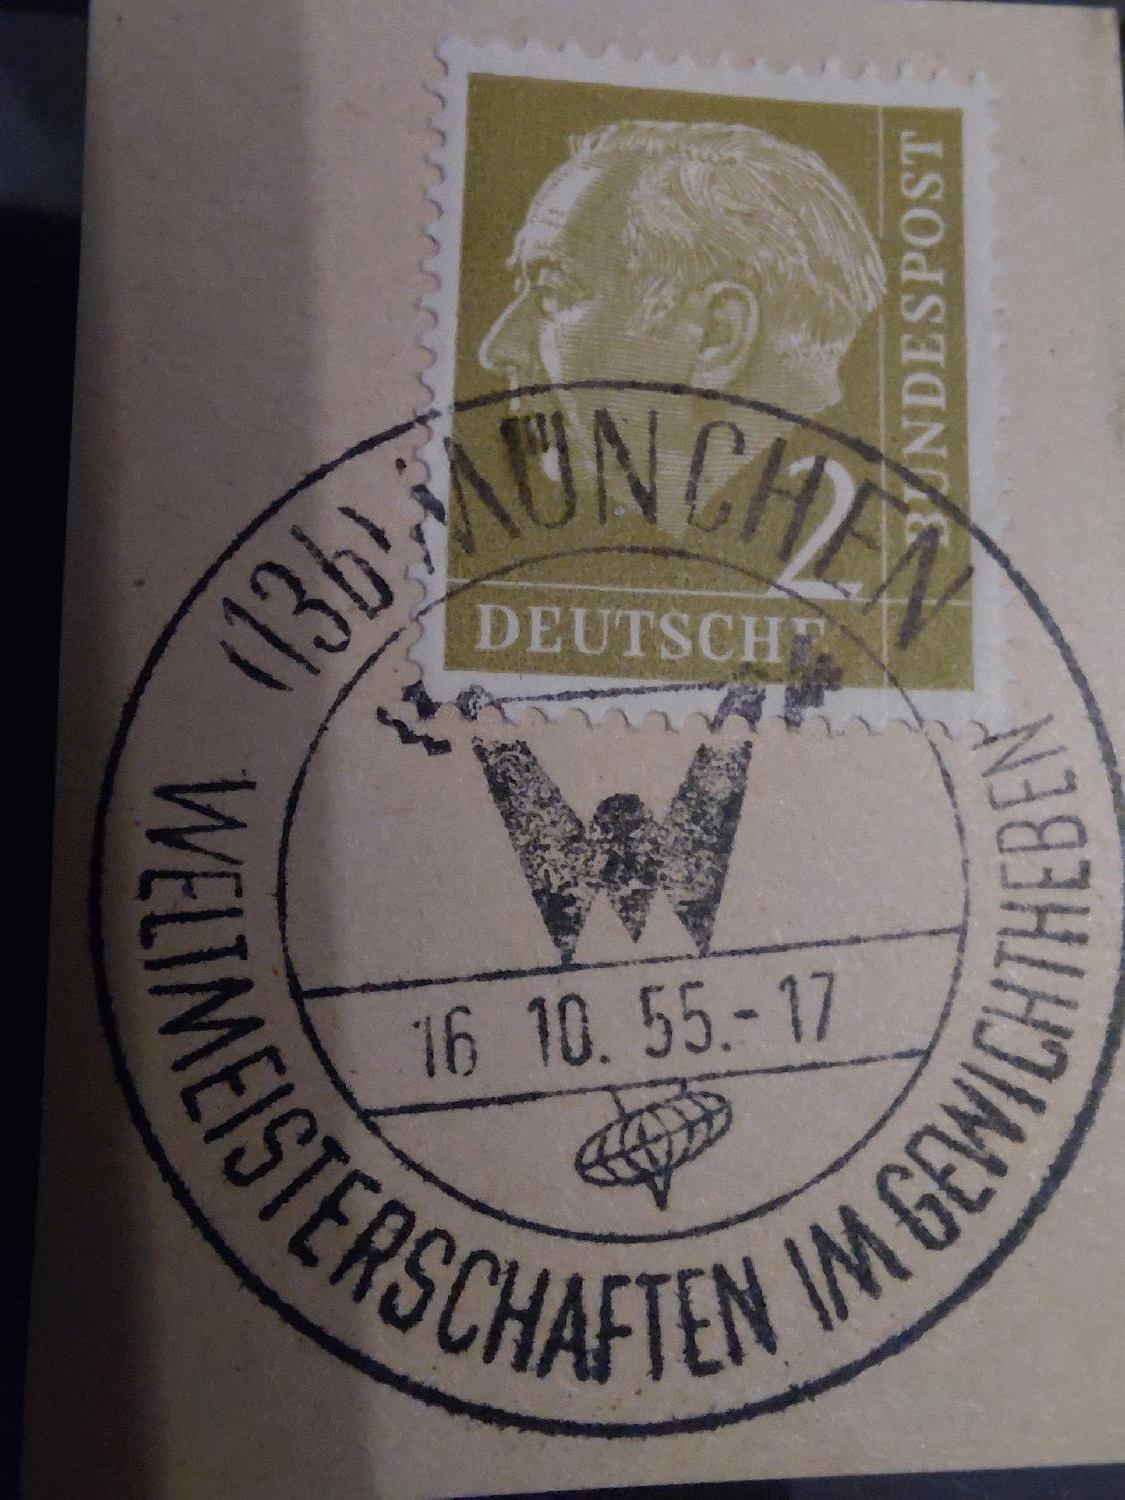 BUNDESPOST
2
DEUTSCHE
(13b) MÜNCHEN
16 10. 55.-17
WELTMEISTERSCHAFTEN IM GEWICHTHEBEN